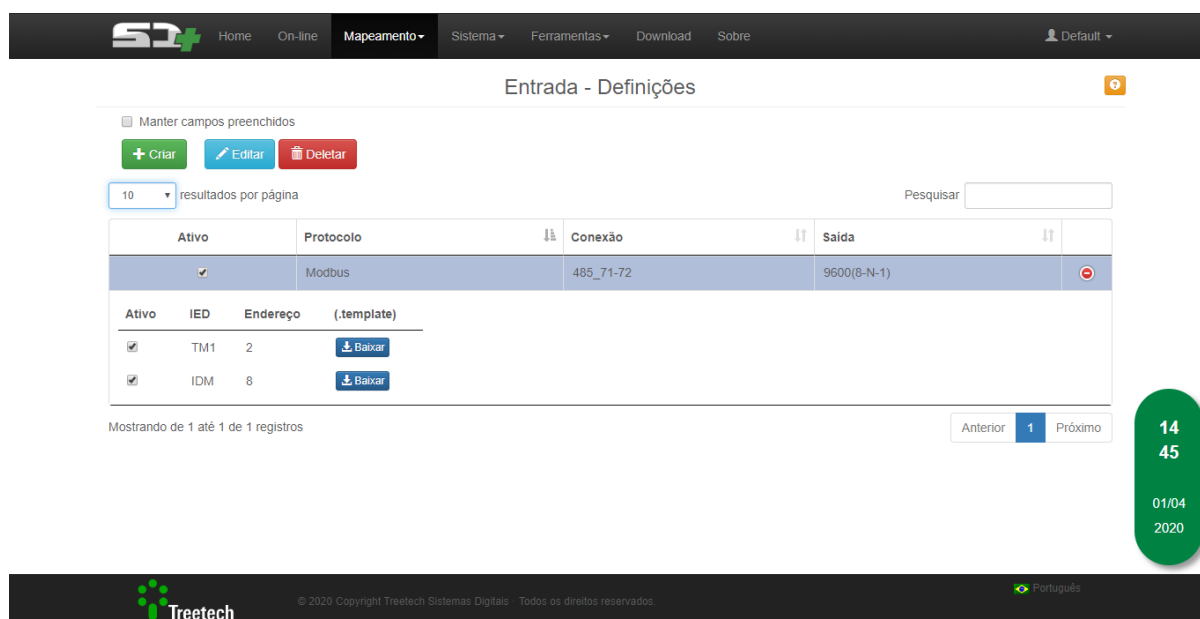 SD+ Home On-line Mapeamento Sistema Ferramentas Download Sobre Default
Entrada - Definições
Manter campos preenchidos
Criar Editar Deletar
10 resultados por página Pesquisar
Ativo Protocolo Conexão Saída
Modbus 485_71-72 9600(8-N-1)
Ativo IED Endereço (.template)
TM1 2 Baixar
IDM 8 Baixar
Mostrando de 1 até 1 de 1 registros Anterior 1 Próximo
14
45
01/04
2020
Treetech © 2020 Copyright Treetech Sistemas Digitais - Todos os direitos reservados. Português